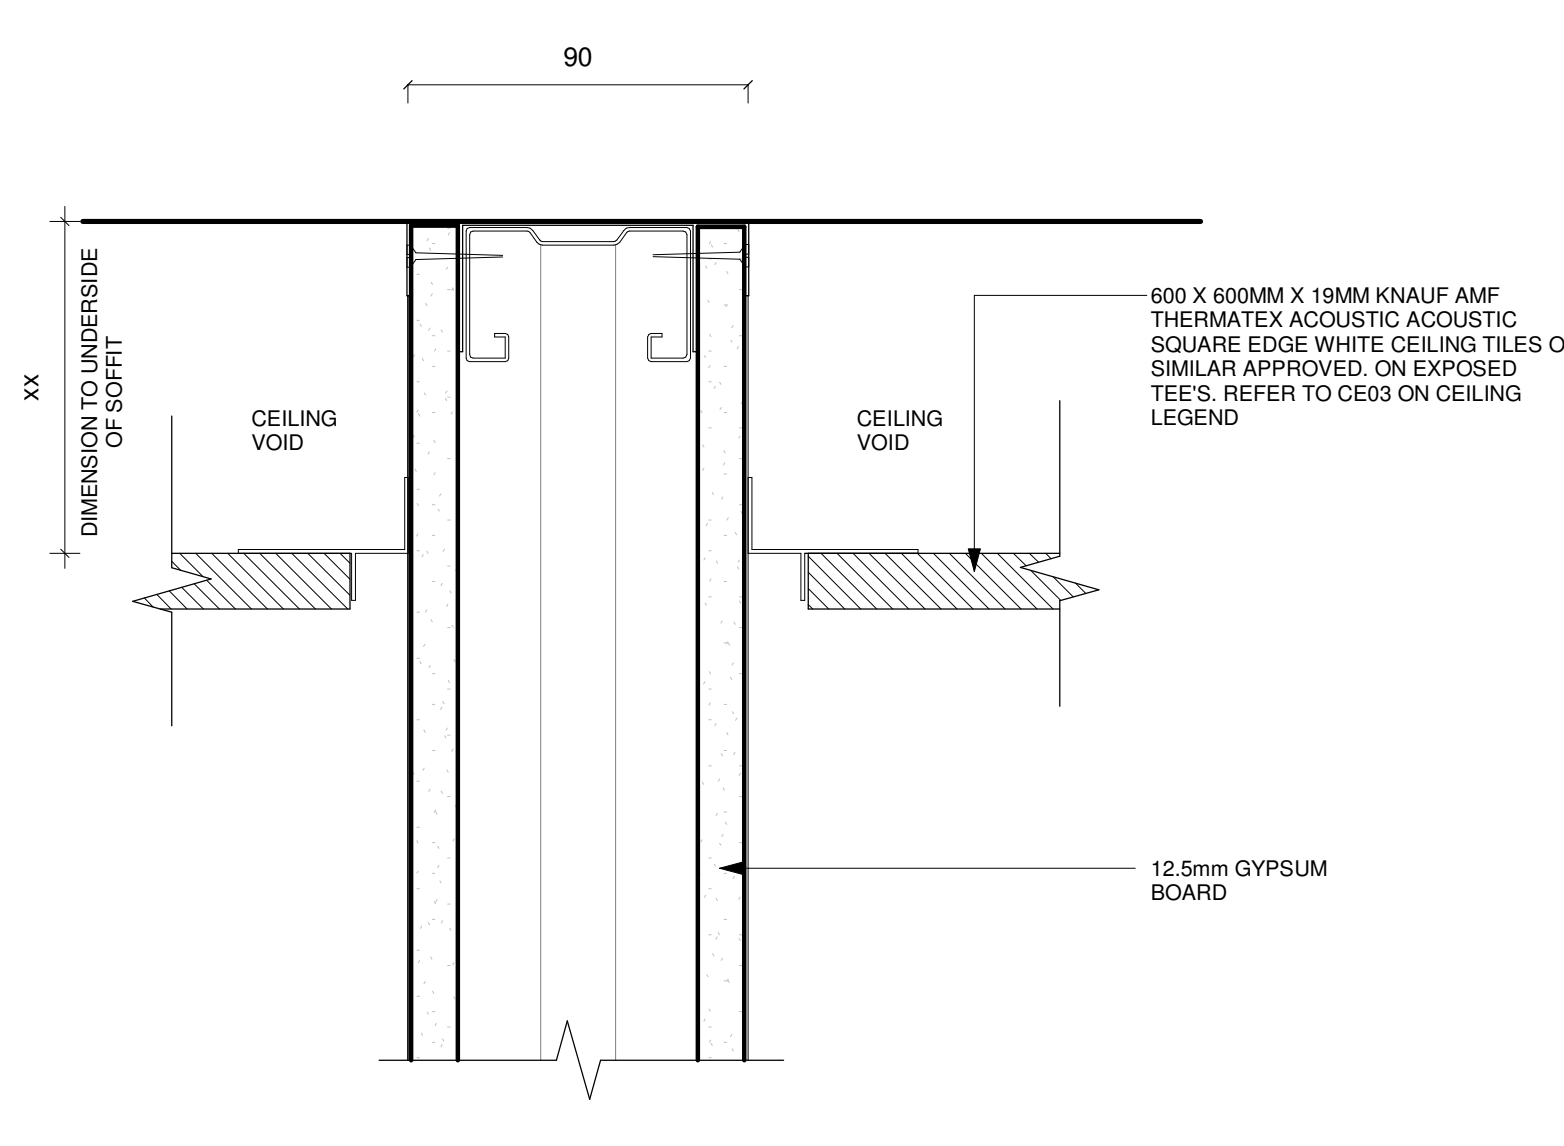 90
XX
DIMENSION TO UNDERSIDE
OF SOFFIT
CEILING
VOID
CEILING
VOID
600 X 600MM X 19MM KNAUF AMF
THERMATEX ACOUSTIC ACOUSTIC
SQUARE EDGE WHITE CEILING TILES O
SIMILAR APPROVED. ON EXPOSED
TEE'S. REFER TO CE03 ON CEILING
LEGEND
12.5mm GYPSUM
BOARD